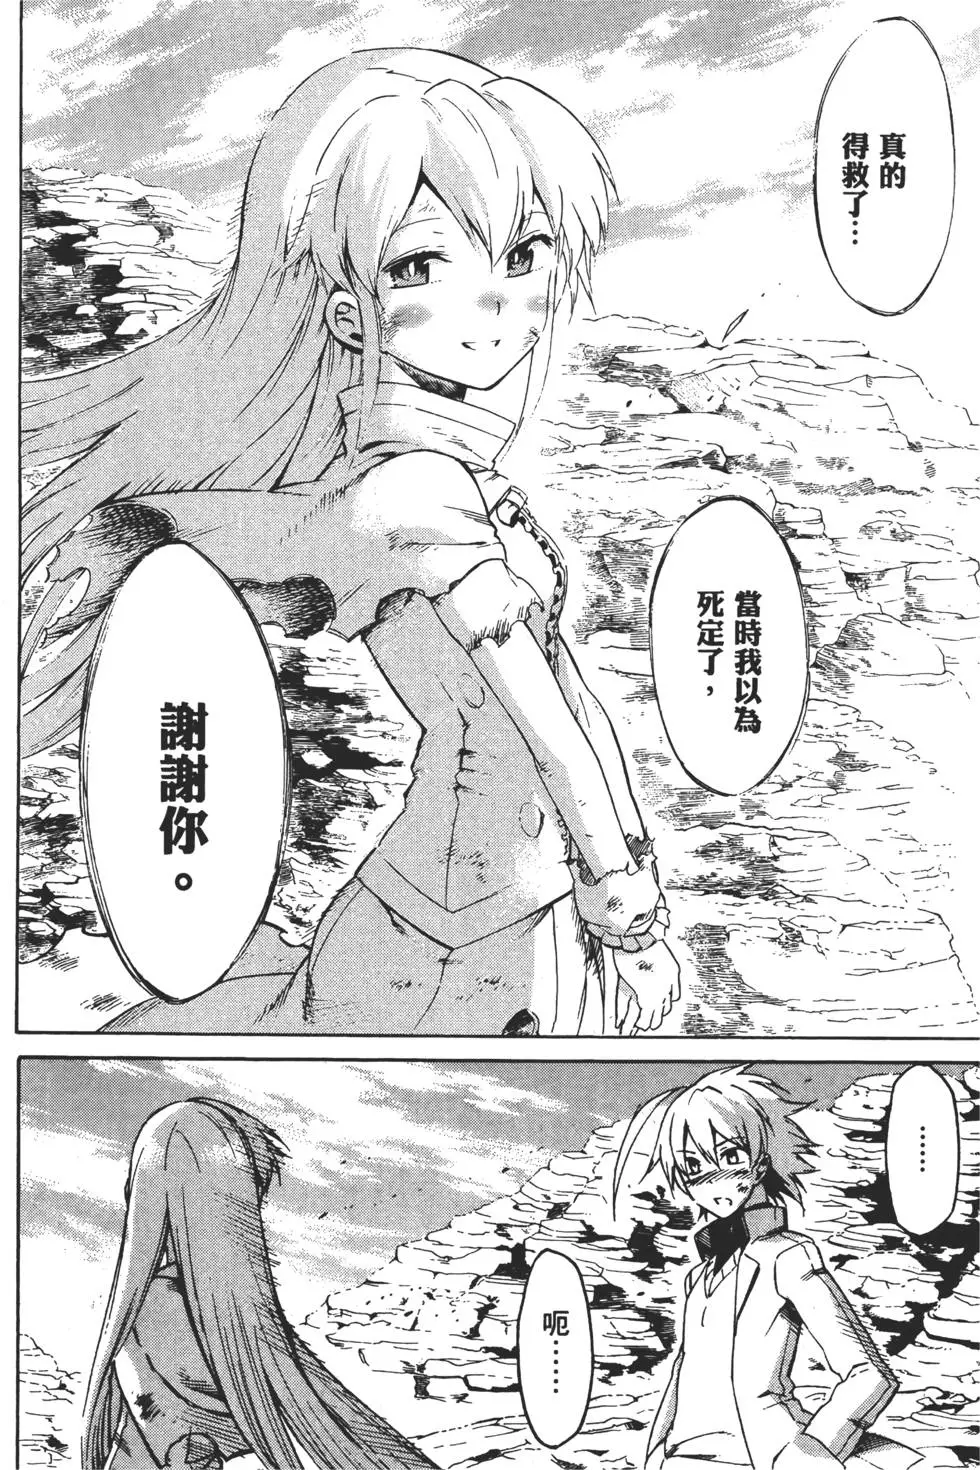 真的
得救了…
當時我以為
死定了，
謝謝你。
……
呃……